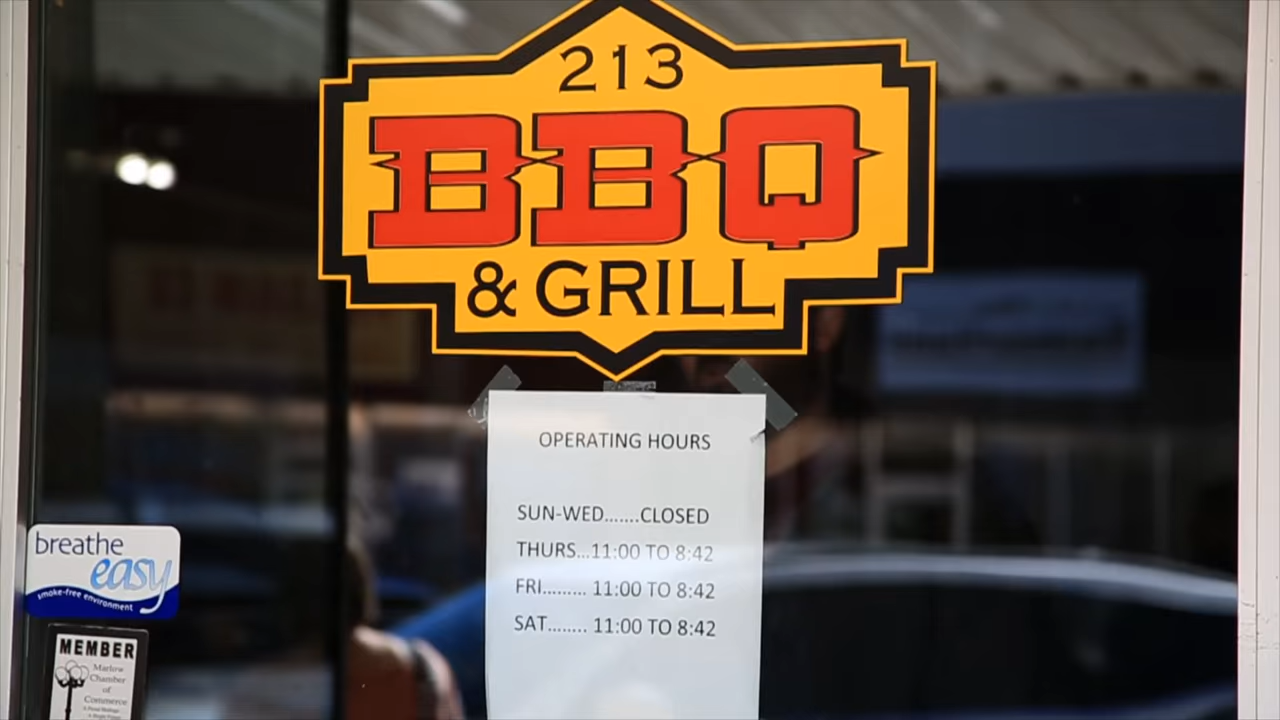 213
BBQ
& GRILL
OPERATING HOURS
SUN-WED.......CLOSED
THURS...11:00 TO 8:42
FRI......... 11:00 TO 8:42
SAT........ 11:00 TO 8:42
breathe
easy
smoke-free environment
MEMBER
Marlow
Chamber
of
Commerce